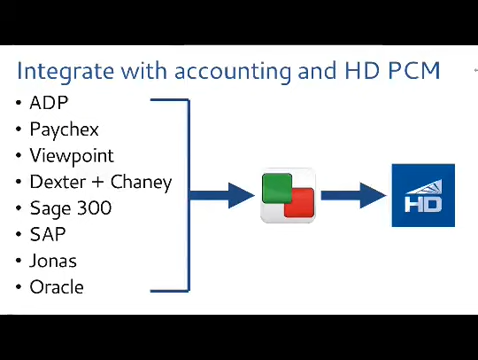 Integrate with accounting and HD PCM
• ADP
• Paychex
• Viewpoint
• Dexter + Chaney
• Sage 300
• SAP
• Jonas
• Oracle
HD